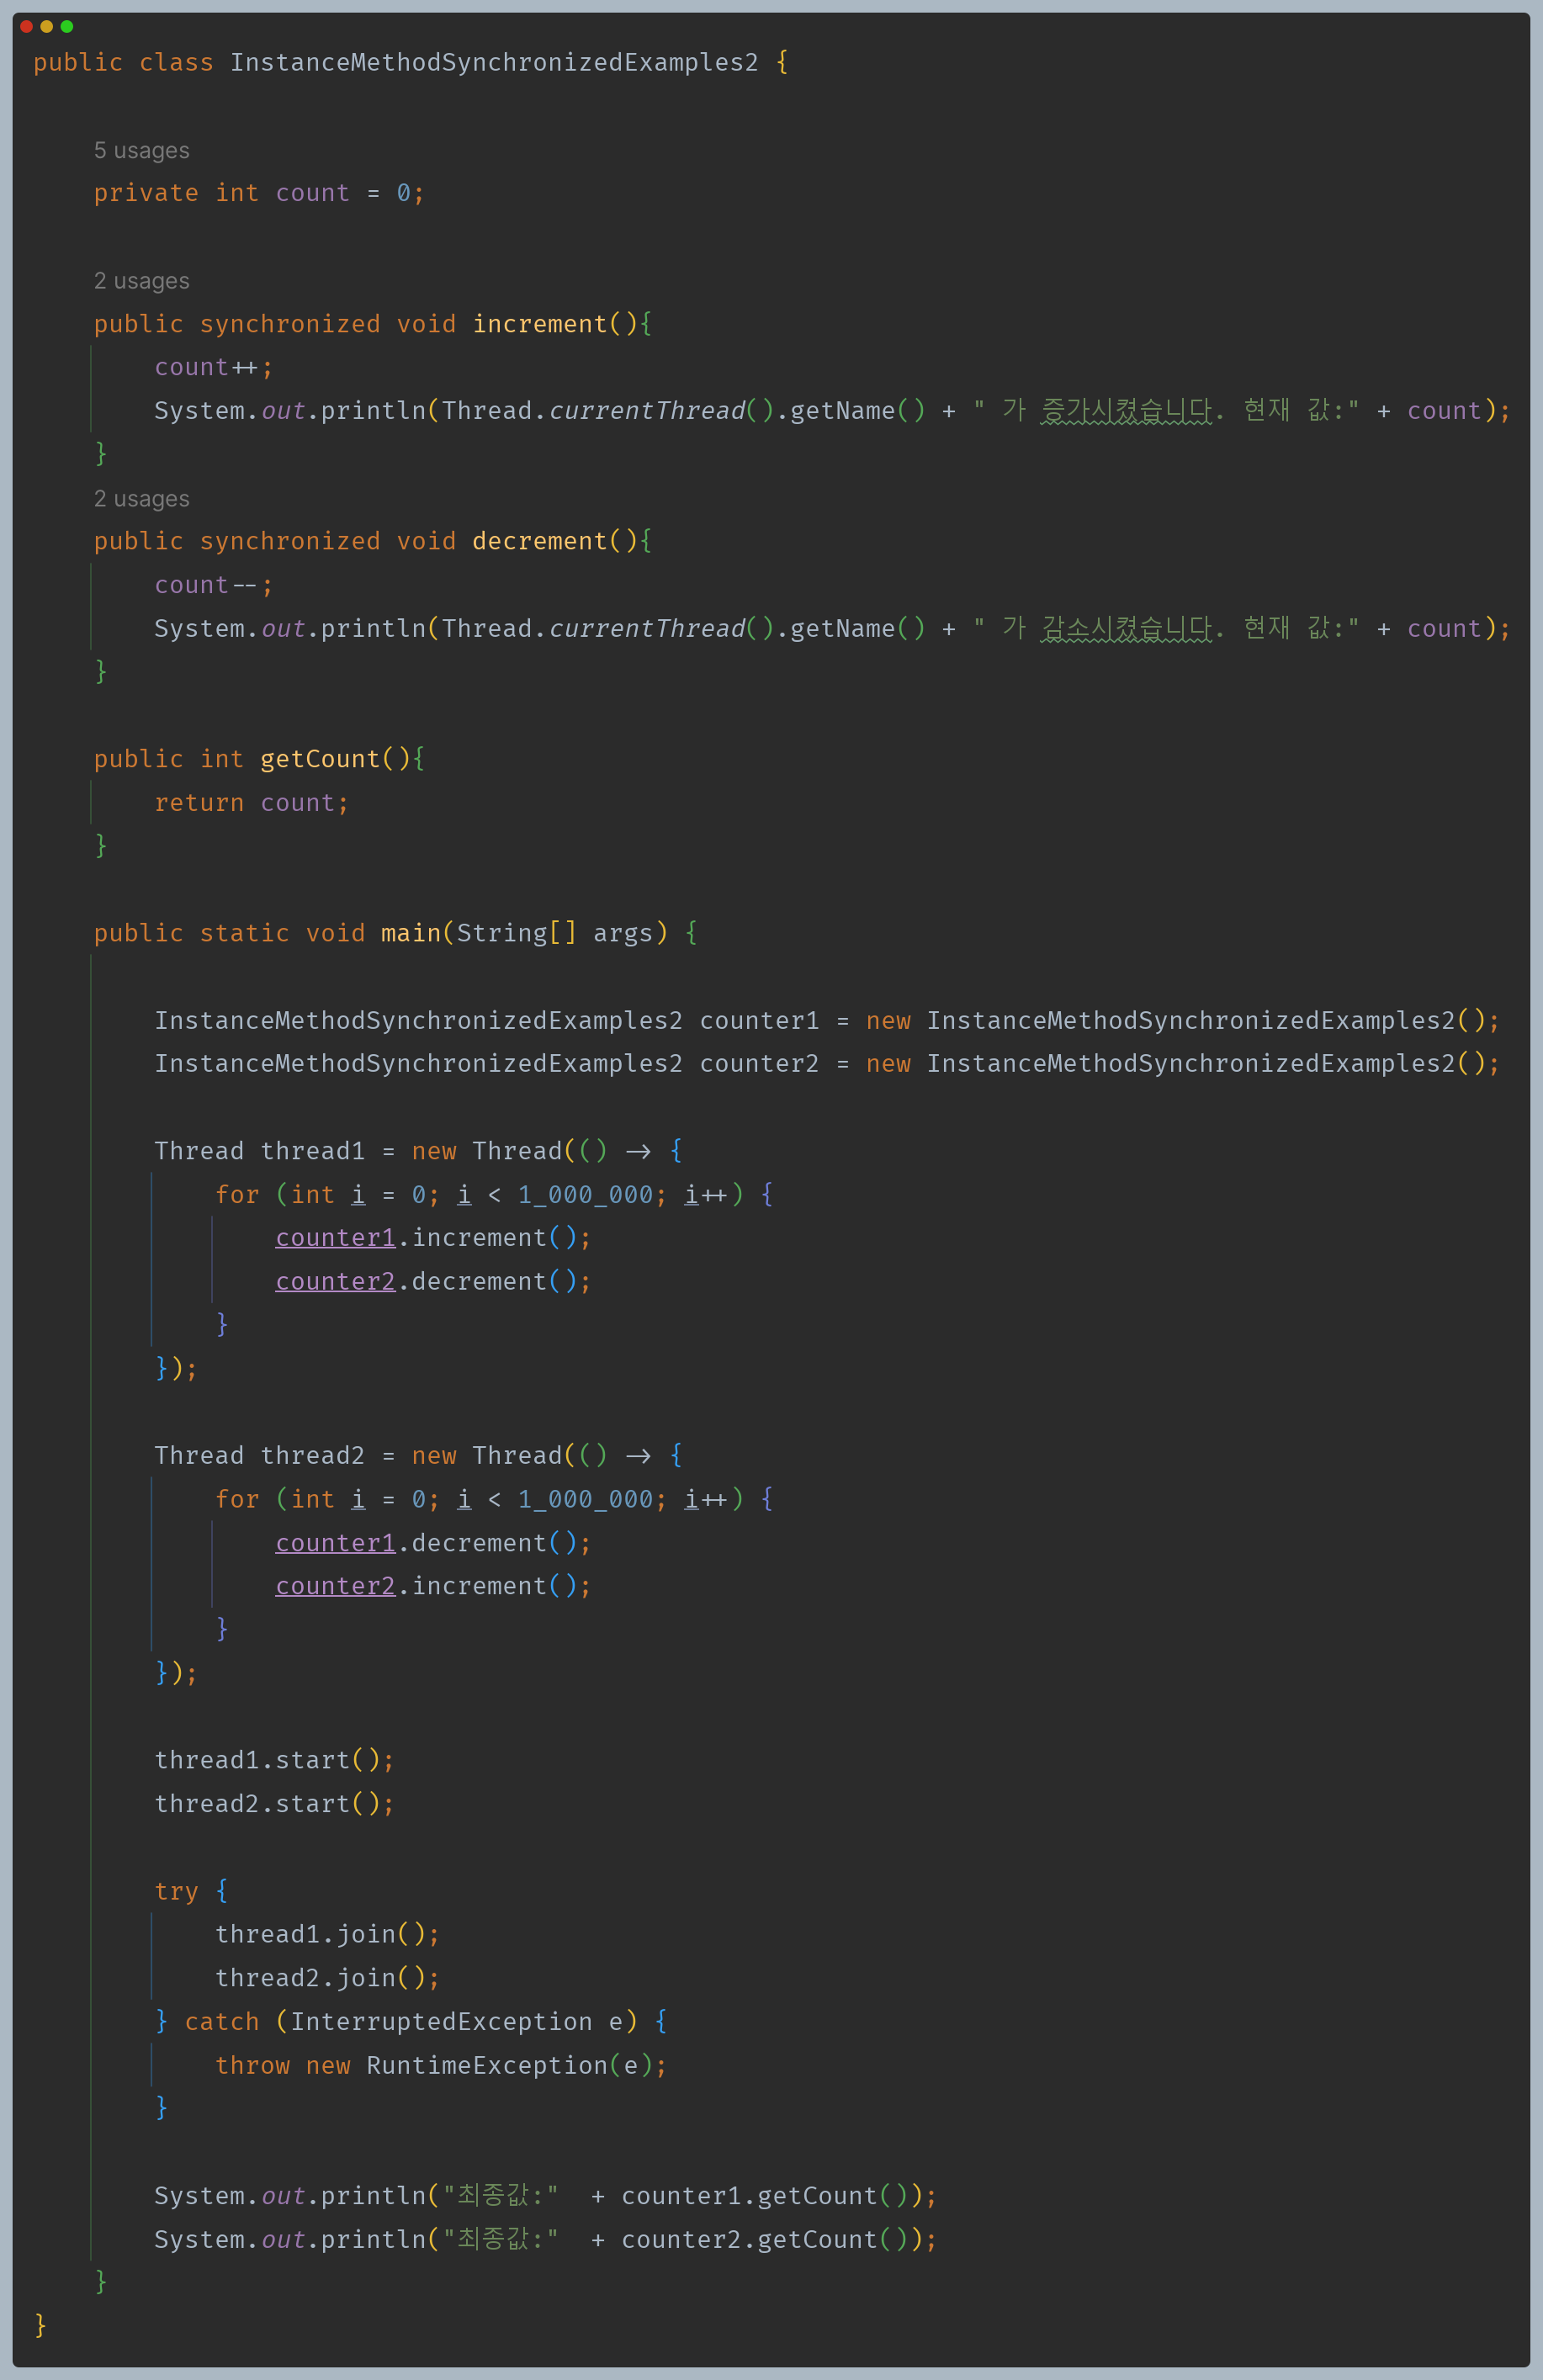 public class InstanceMethodSynchronizedExamples2 {
5 usages
private int count = 0;
2 usages
public synchronized void increment(){
count++;
System.out.println(Thread.currentThread().getName() + " 가 증가시켰습니다. 현재 값:" + count);
}
2 usages
public synchronized void decrement(){
count--;
System.out.println(Thread.currentThread().getName() + " 가 감소시켰습니다. 현재 값:" + count);
}
public int getCount(){
return count;
}
public static void main(String[] args) {
InstanceMethodSynchronizedExamples2 counter1 = new InstanceMethodSynchronizedExamples2();
InstanceMethodSynchronizedExamples2 counter2 = new InstanceMethodSynchronizedExamples2();
Thread thread1 = new Thread(() -> {
for (int i = 0; i < 1_000_000; i++) {
counter1.increment();
counter2.decrement();
}
});
Thread thread2 = new Thread(() -> {
for (int i = 0; i < 1_000_000; i++) {
counter1.decrement();
counter2.increment();
}
});
thread1.start();
thread2.start();
try {
thread1.join();
thread2.join();
} catch (InterruptedException e) {
throw new RuntimeException(e);
}
System.out.println("최종값:"  + counter1.getCount());
System.out.println("최종값:"  + counter2.getCount());
}
}